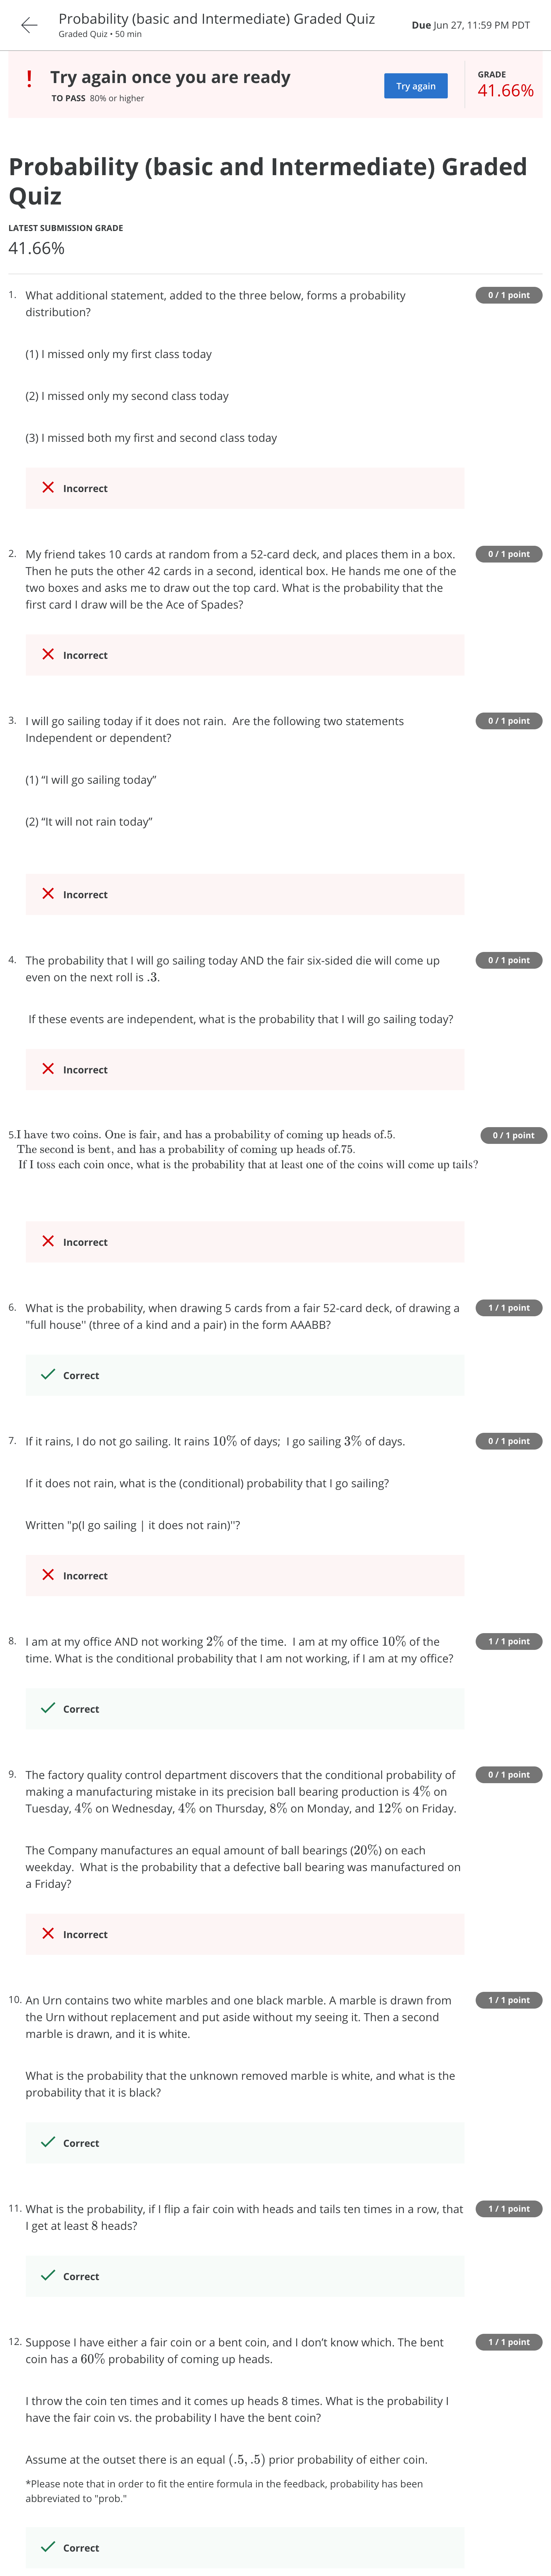 Probability (basic and Intermediate) Graded Quiz
Graded Quiz • 50 min
Due Jun 27, 11:59 PM PDT
! Try again once you are ready
TO PASS 80% or higher
Try again
GRADE
41.66%
Probability (basic and Intermediate) Graded
Quiz
LATEST SUBMISSION GRADE
41.66%
1. What additional statement, added to the three below, forms a probability
distribution?
0 / 1 point
(1) I missed only my first class today
(2) I missed only my second class today
(3) I missed both my first and second class today
Incorrect
2. My friend takes 10 cards at random from a 52-card deck, and places them in a box.
Then he puts the other 42 cards in a second, identical box. He hands me one of the
two boxes and asks me to draw out the top card. What is the probability that the
first card I draw will be the Ace of Spades?
0 / 1 point
Incorrect
3. I will go sailing today if it does not rain.  Are the following two statements
Independent or dependent?
0 / 1 point
(1) “I will go sailing today”
(2) “It will not rain today”
Incorrect
4. The probability that I will go sailing today AND the fair six-sided die will come up
even on the next roll is .3.
0 / 1 point
If these events are independent, what is the probability that I will go sailing today?
Incorrect
5.I have two coins. One is fair, and has a probability of coming up heads of.5.
The second is bent, and has a probability of coming up heads of.75.
If I toss each coin once, what is the probability that at least one of the coins will come up tails?
0 / 1 point
Incorrect
6. What is the probability, when drawing 5 cards from a fair 52-card deck, of drawing a
"full house'' (three of a kind and a pair) in the form AAABB?
1 / 1 point
Correct
7. If it rains, I do not go sailing. It rains 10% of days;  I go sailing 3% of days.
0 / 1 point
If it does not rain, what is the (conditional) probability that I go sailing?
Written "p(I go sailing | it does not rain)''?
Incorrect
8. I am at my office AND not working 2% of the time.  I am at my office 10% of the
time. What is the conditional probability that I am not working, if I am at my office?
1 / 1 point
Correct
9. The factory quality control department discovers that the conditional probability of
making a manufacturing mistake in its precision ball bearing production is 4% on
Tuesday, 4% on Wednesday, 4% on Thursday, 8% on Monday, and 12% on Friday.
0 / 1 point
The Company manufactures an equal amount of ball bearings (20%) on each
weekday.  What is the probability that a defective ball bearing was manufactured on
a Friday?
Incorrect
10. An Urn contains two white marbles and one black marble. A marble is drawn from
the Urn without replacement and put aside without my seeing it. Then a second
marble is drawn, and it is white.
1 / 1 point
What is the probability that the unknown removed marble is white, and what is the
probability that it is black?
Correct
11. What is the probability, if I flip a fair coin with heads and tails ten times in a row, that
I get at least 8 heads?
1 / 1 point
Correct
12. Suppose I have either a fair coin or a bent coin, and I don’t know which. The bent
coin has a 60% probability of coming up heads.
1 / 1 point
I throw the coin ten times and it comes up heads 8 times. What is the probability I
have the fair coin vs. the probability I have the bent coin?
Assume at the outset there is an equal (.5, .5) prior probability of either coin.
*Please note that in order to fit the entire formula in the feedback, probability has been
abbreviated to "prob."
Correct